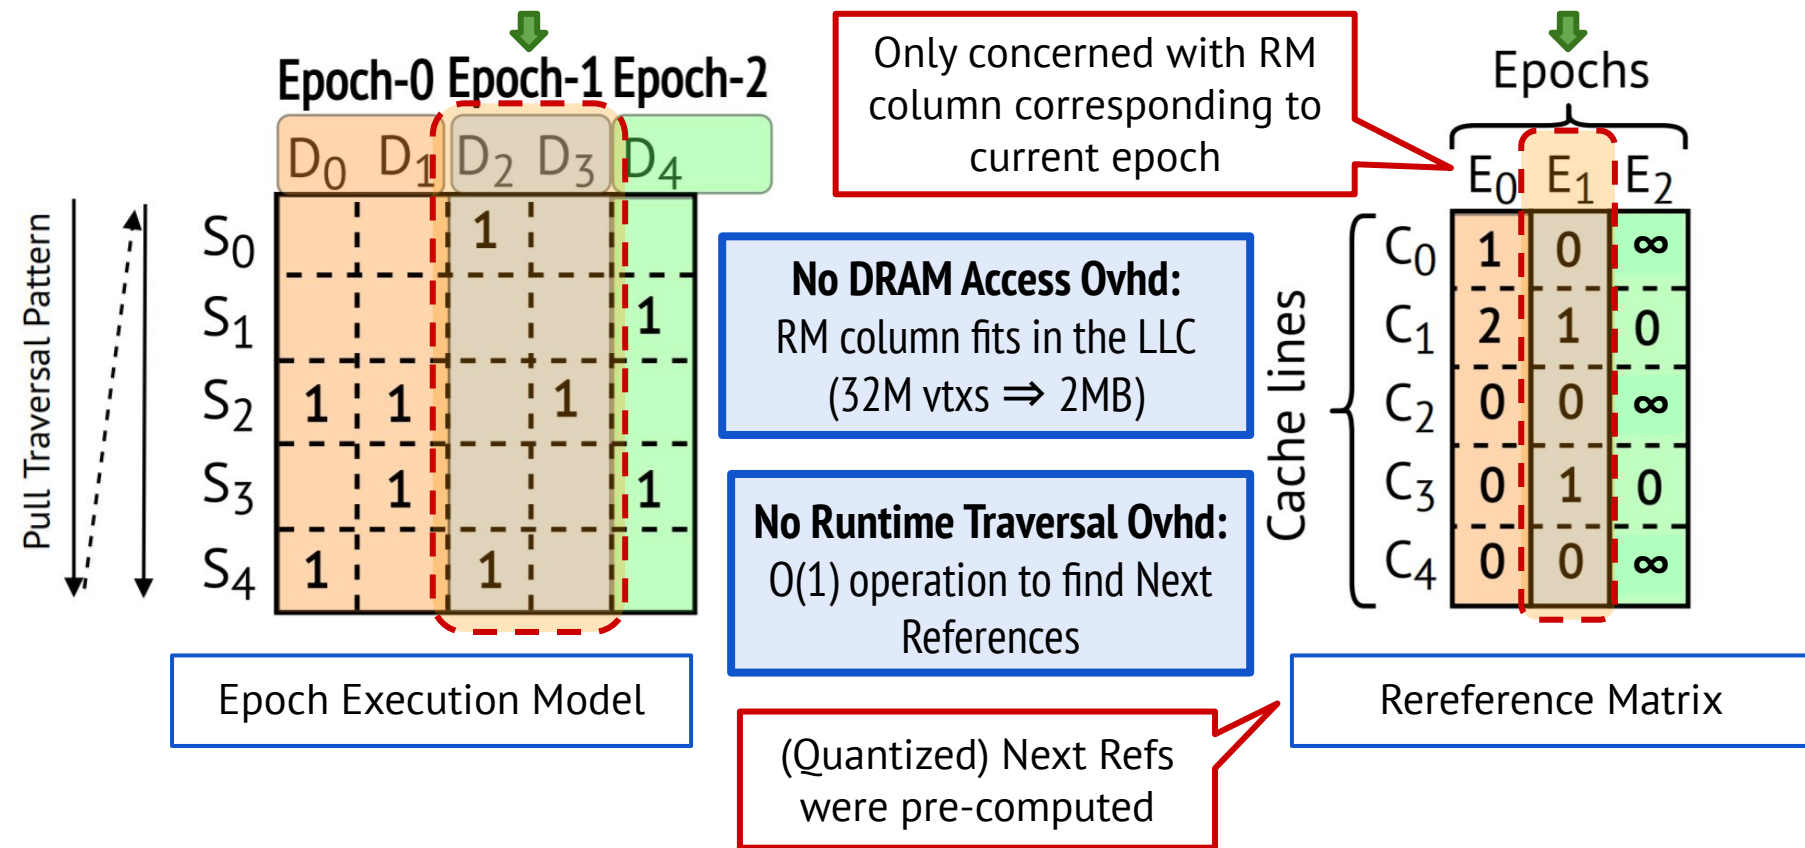 Epoch-0 Epoch-1 Epoch-2
D0 D1 D2 D3 D4
Pull Traversal Pattern
S0 1
S1 1
S2 1 1 1
S3 1 1
S4 1 1
Epoch Execution Model
Only concerned with RM
column corresponding to
current epoch
No DRAM Access Ovhd:
RM column fits in the LLC
(32M vtxs ⇒ 2MB)
No Runtime Traversal Ovhd:
O(1) operation to find Next
References
(Quantized) Next Refs
were pre-computed
Epochs
E0 E1 E2
Cache lines
C0 1 0 ∞
C1 2 1 0
C2 0 0 ∞
C3 0 1 0
C4 0 0 ∞
Rereference Matrix